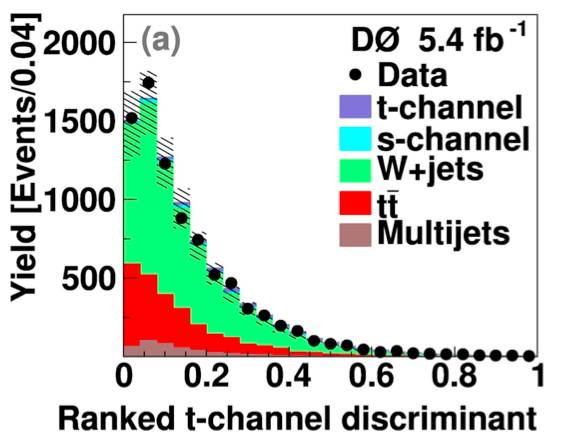 Yield [Events/0.04]
2000
1500
1000
500
(a)
DØ 5.4 fb⁻¹
Data
t-channel
s-channel
W+jets
tt̄
Multijets
0 0.2 0.4 0.6 0.8 1
Ranked t-channel discriminant